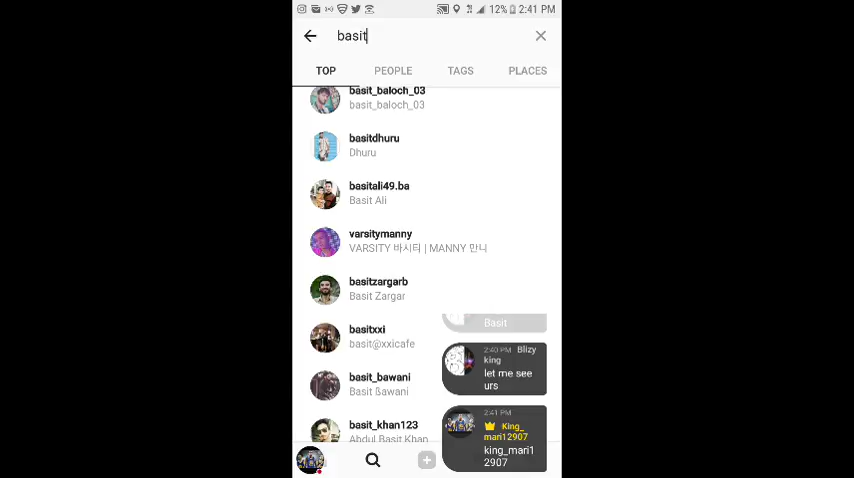 12% 2:41 PM
basit
TOP PEOPLE TAGS PLACES
basit_baloch_03
basit_baloch_03
basitdhuru
Dhuru
basitali49.ba
Basit Ali
varsitymanny
VARSITY 바시티 | MANNY 만니
basitzargarb
Basit Zargar
basitxxi
basit@xxicafe
basit_bawani
Basit ßawani
basit_khan123
Abdul Basit Khan
Basit
2:40 PM Blizy
king
let me see
urs
2:41 PM
King_
mari12907
king_mari1
2907